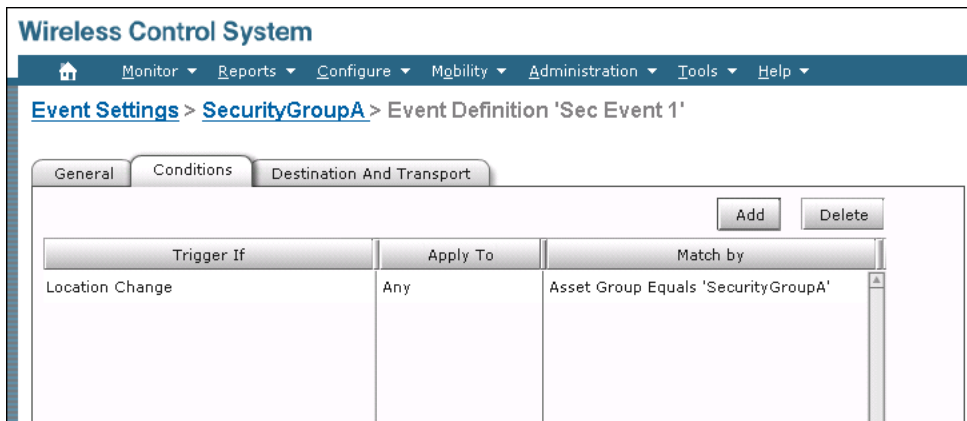 Wireless Control System
Monitor Reports Configure Mobility Administration Tools Help
Event Settings > SecurityGroupA > Event Definition 'Sec Event 1'
General Conditions Destination And Transport
Add Delete
Trigger If Apply To Match by
Location Change Any Asset Group Equals 'SecurityGroupA'